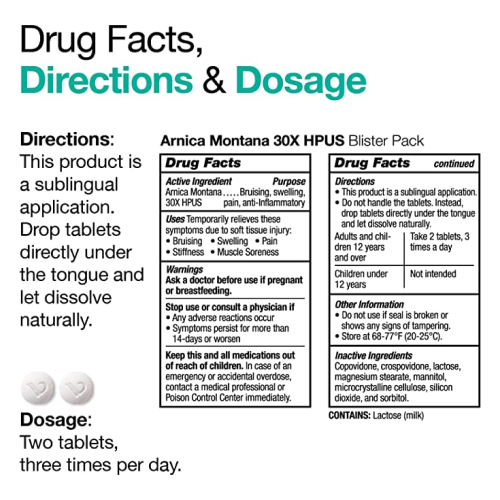 Drug Facts,
Directions & Dosage
Directions:
This product is
a sublingual
application.
Drop tablets
directly under
the tongue and
let dissolve
naturally.
Dosage:
Two tablets,
three times per day.
Arnica Montana 30X HPUS Blister Pack
Drug Facts
Active Ingredient Purpose
Arnica Montana.....Bruising, swelling,
30X HPUS pain, anti-Inflammatory
Uses Temporarily relieves these
symptoms due to soft tissue injury:
• Bruising • Swelling • Pain
• Stiffness • Muscle Soreness
Warnings
Ask a doctor before use if pregnant
or breastfeeding.
Stop use or consult a physician if
• Any adverse reactions occur
• Symptoms persist for more than
14-days or worsen
Keep this and all medications out
of reach of children. In case of an
emergency or accidental overdose,
contact a medical professional or
Poison Control Center immediately.
Drug Facts continued
Directions
• This product is a sublingual application.
• Do not handle the tablets. Instead,
drop tablets directly under the tongue
and let dissolve naturally.
Adults and chil-
dren 12 years
and over
Take 2 tablets, 3
times a day
Children under
12 years
Not intended
Other Information
• Do not use if seal is broken or
shows any signs of tampering.
• Store at 68-77°F (20-25°C).
Inactive Ingredients
Copovidone, crospovidone, lactose,
magnesium stearate, mannitol,
microcrystalline cellulose, silicon
dioxide, and sorbitol.
CONTAINS: Lactose (milk)